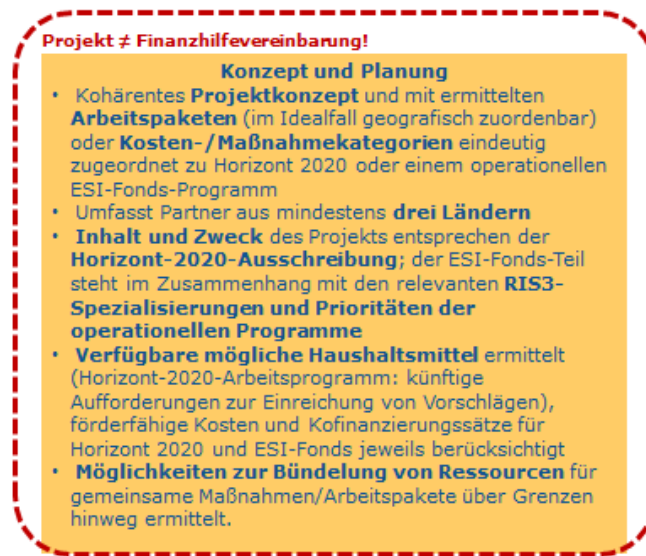 Projekt ≠ Finanzhilfevereinbarung!
Konzept und Planung
• Kohärentes Projektkonzept und mit ermittelten
Arbeitspaketen (im Idealfall geografisch zuordenbar)
oder Kosten-/Maßnahmekategorien eindeutig
zugeordnet zu Horizont 2020 oder einem operationellen
ESI-Fonds-Programm
• Umfasst Partner aus mindestens drei Ländern
• Inhalt und Zweck des Projekts entsprechen der
Horizont-2020-Ausschreibung; der ESI-Fonds-Teil
steht im Zusammenhang mit den relevanten RIS3-
Spezialisierungen und Prioritäten der
operationellen Programme
• Verfügbare mögliche Haushaltsmittel ermittelt
(Horizont-2020-Arbeitsprogramm: künftige
Aufforderungen zur Einreichung von Vorschlägen),
förderfähige Kosten und Kofinanzierungssätze für
Horizont 2020 und ESI-Fonds jeweils berücksichtigt
• Möglichkeiten zur Bündelung von Ressourcen für
gemeinsame Maßnahmen/Arbeitspakete über Grenzen
hinweg ermittelt.